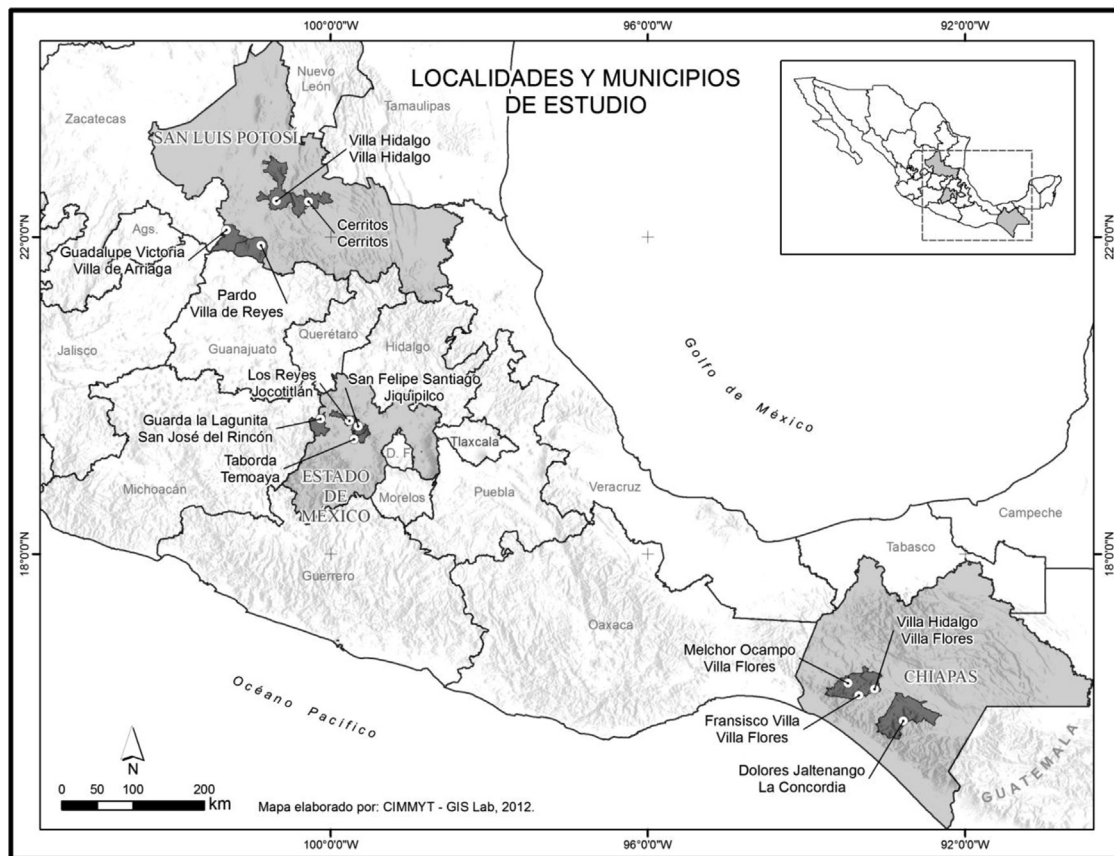 100°0'0"W
96°0'0"W
92°0'0"W
LOCALIDADES Y MUNICIPIOS
DE ESTUDIO
Nuevo
León
Tamaulipas
Zacatecas
SAN LUIS POTOSÍ
Villa Hidalgo
Villa Hidalgo
Cerritos
Cerritos
22°0'0"N
22°0'0"N
Ags.
Guadalupe Victoria
Villa de Arriaga
Pardo
Villa de Reyes
Jalisco
Guanajuato
Querétaro
Hidalgo
Golfo de México
Los Reyes
Jocotitlán
San Felipe Santiago
Jiquipilco
Guarda la Lagunita
San José del Rincón
Taborda
Temoaya
D. F.
Tlaxcala
ESTADO
DE
MÉXICO
Michoacán
Morelos
Puebla
Veracruz
Campeche
Tabasco
18°0'0"N
18°0'0"N
Guerrero
Oaxaca
Villa Hidalgo
Villa Flores
Melchor Ocampo
Villa Flores
CHIAPAS
Fransisco Villa
Villa Flores
Dolores Jaltenango
La Concordia
GUATEMALA
Océano Pacífico
N
0 50 100 200
km
Mapa elaborado por: CIMMYT - GIS Lab, 2012.
100°0'0"W
96°0'0"W
92°0'0"W